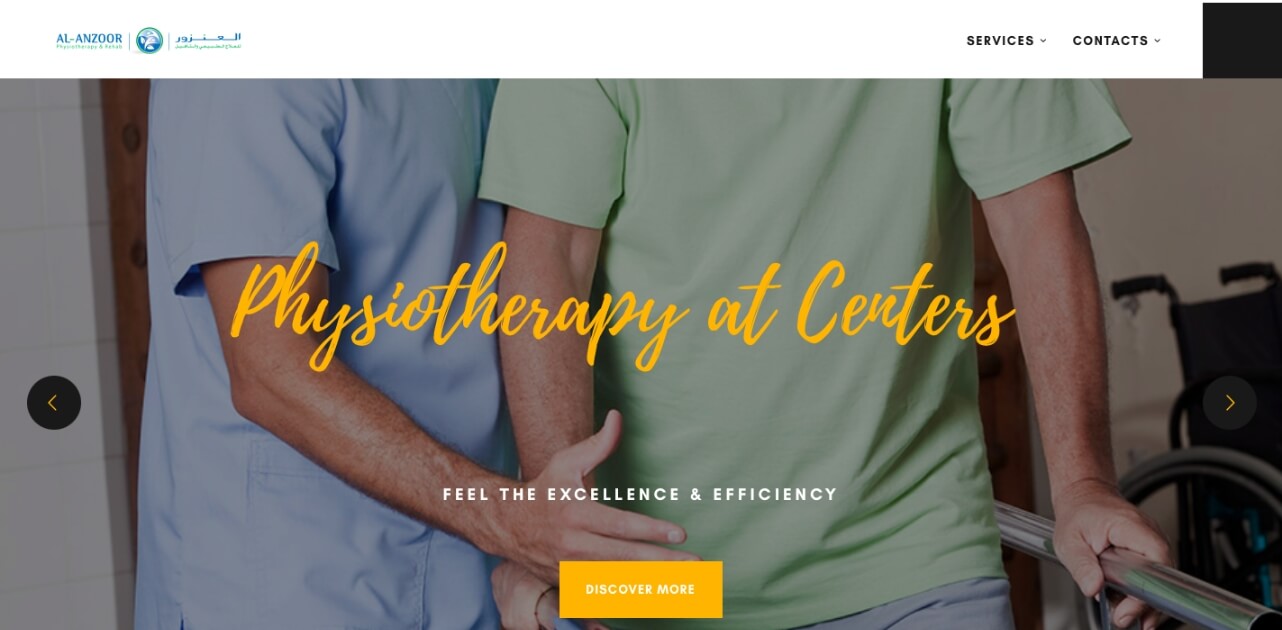 AL-ANZOOR
Physiotherapy & Rehab
العنزور
للعلاج الطبيعي والتأهيل
SERVICES
CONTACTS
Physiotherapy at Centers
FEEL THE EXCELLENCE & EFFICIENCY
DISCOVER MORE